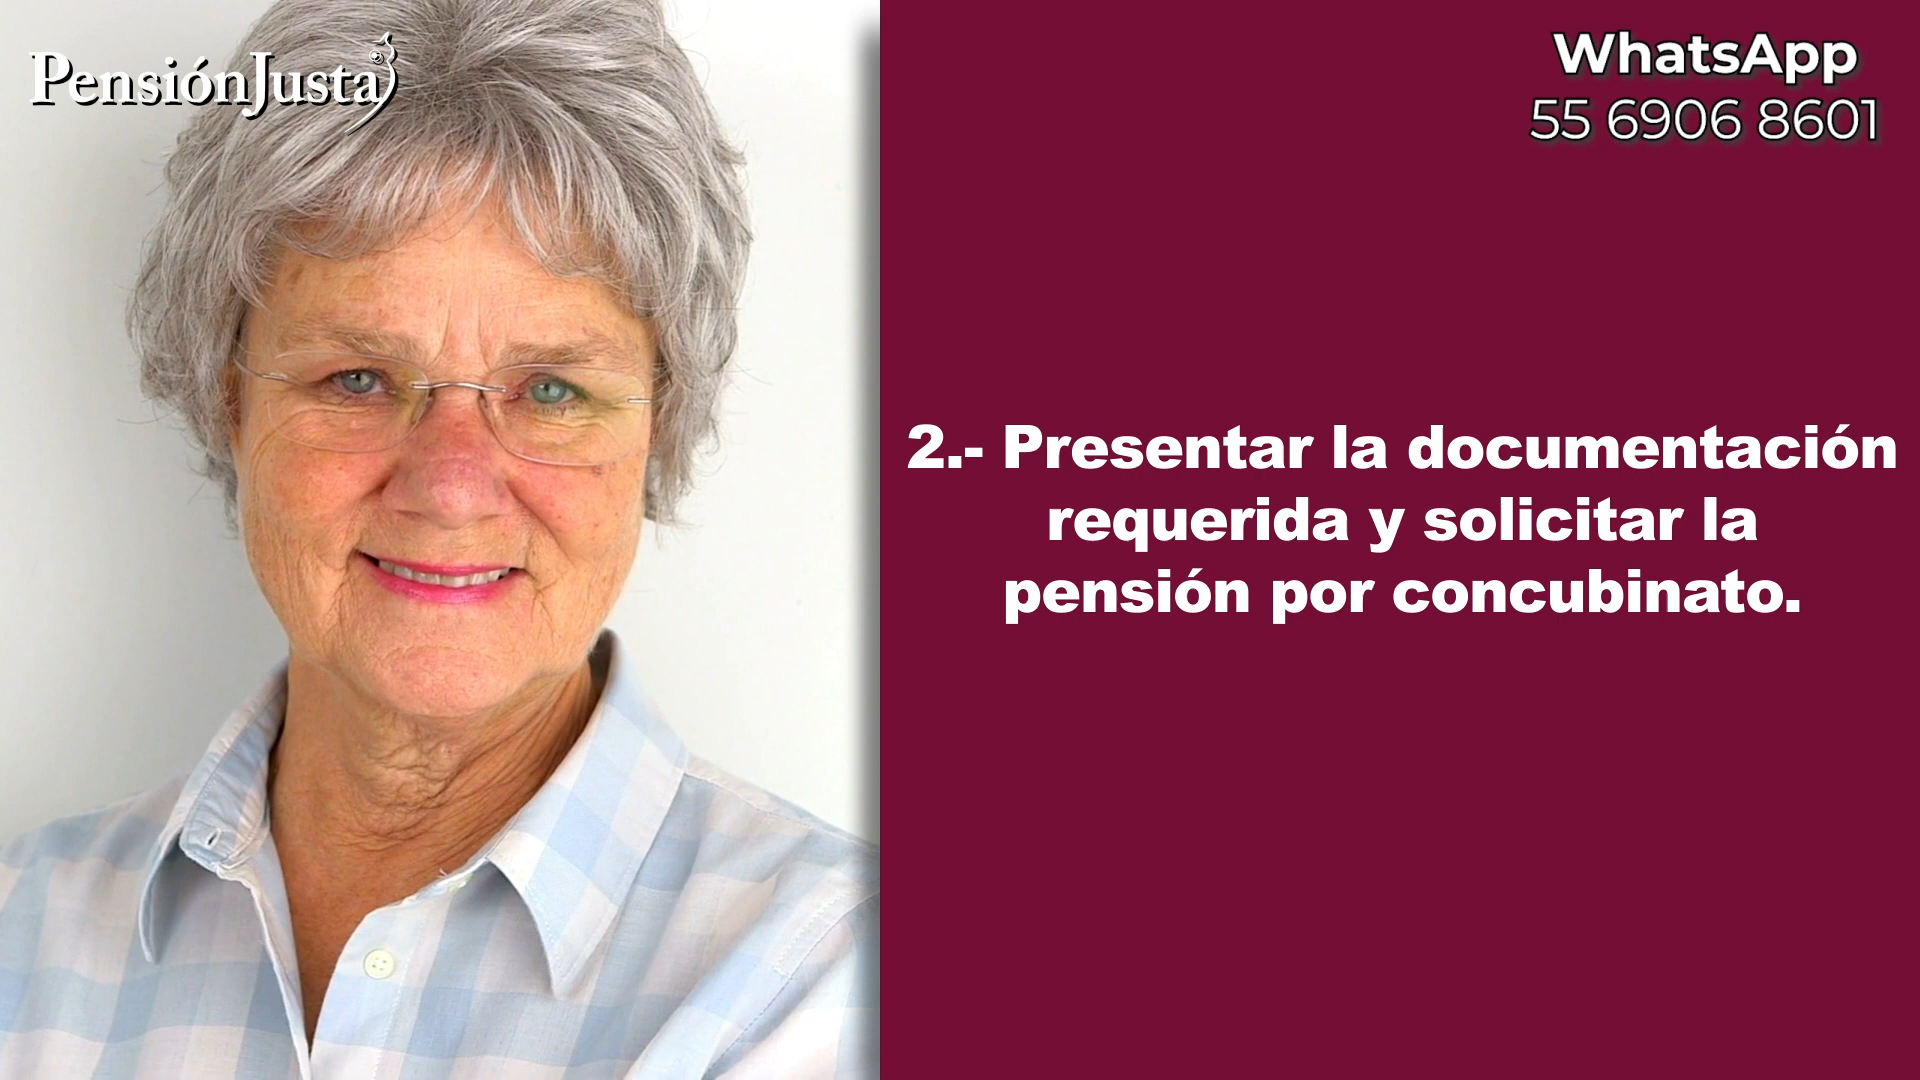 PensiónJusta
WhatsApp
55 6906 8601
2.- Presentar la documentación
requerida y solicitar la
pensión por concubinato.